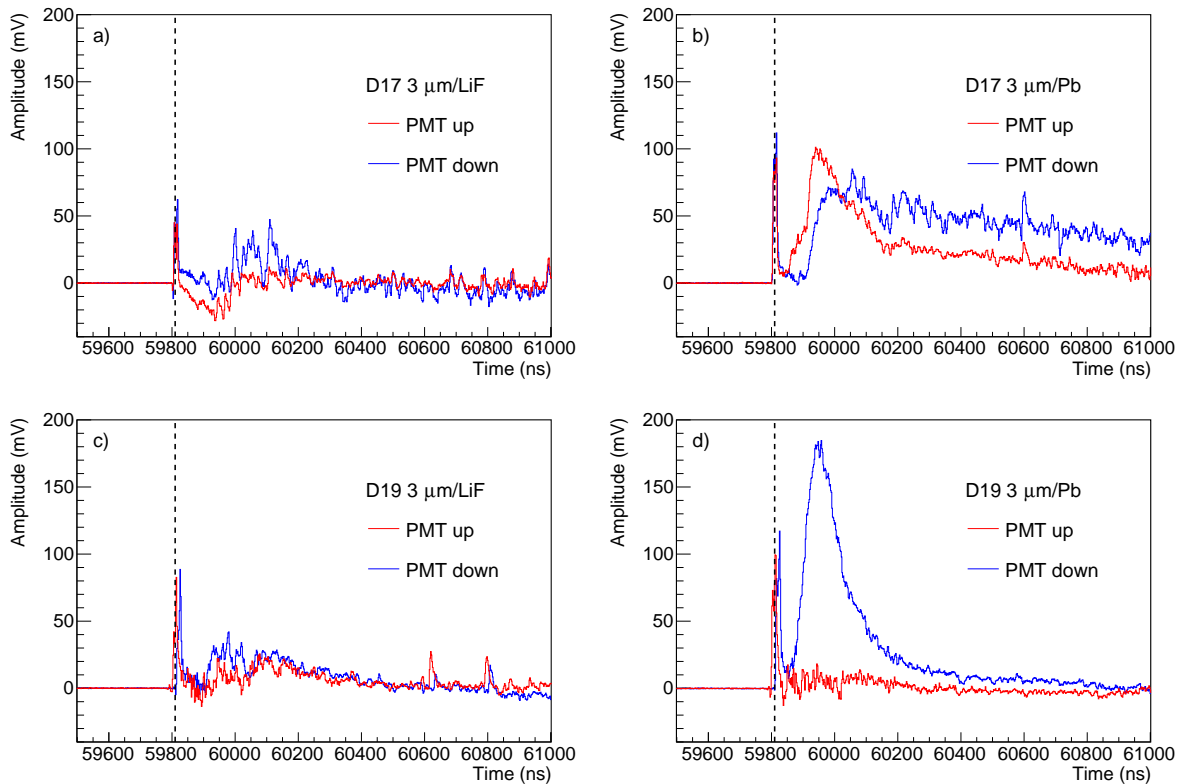 a)
D17 3 μm/LiF
PMT up
PMT down
Amplitude (mV)
200
150
100
50
0
59600 59800 60000 60200 60400 60600 60800 61000
Time (ns)
b)
D17 3 μm/Pb
PMT up
PMT down
Amplitude (mV)
200
150
100
50
0
59600 59800 60000 60200 60400 60600 60800 61000
Time (ns)
c)
D19 3 μm/LiF
PMT up
PMT down
Amplitude (mV)
200
150
100
50
0
59600 59800 60000 60200 60400 60600 60800 61000
Time (ns)
d)
D19 3 μm/Pb
PMT up
PMT down
Amplitude (mV)
200
150
100
50
0
59600 59800 60000 60200 60400 60600 60800 61000
Time (ns)